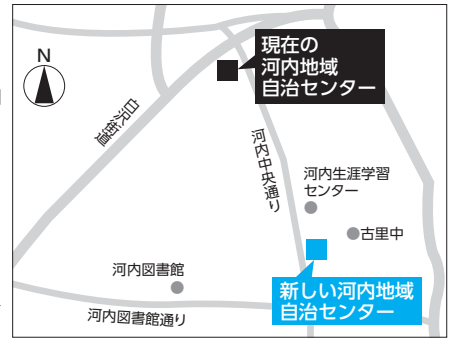 N
現在の
河内地域
自治センター
白沢街道
河内中央通り
河内生涯学習
センター
古里中
河内図書館
新しい河内地域
自治センター
河内図書館通り